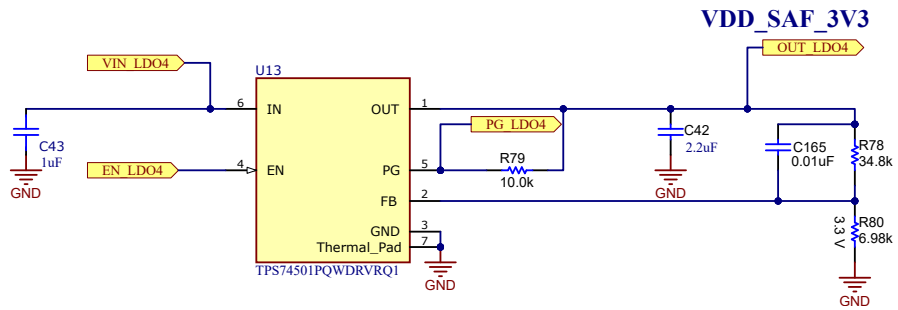 VDD_SAF_3V3
OUT_LDO4
VIN_LDO4
U13
6 IN OUT 1
PG_LDO4
C43
1uF
C42
2.2uF
C165
0.01uF
R78
34.8k
EN_LDO4
4 EN PG 5
R79
10.0k
GND
GND
FB 2
GND 3
Thermal_Pad 7
3.3 V
R80
6.98k
TPS74501PQWDRVRQ1
GND
GND